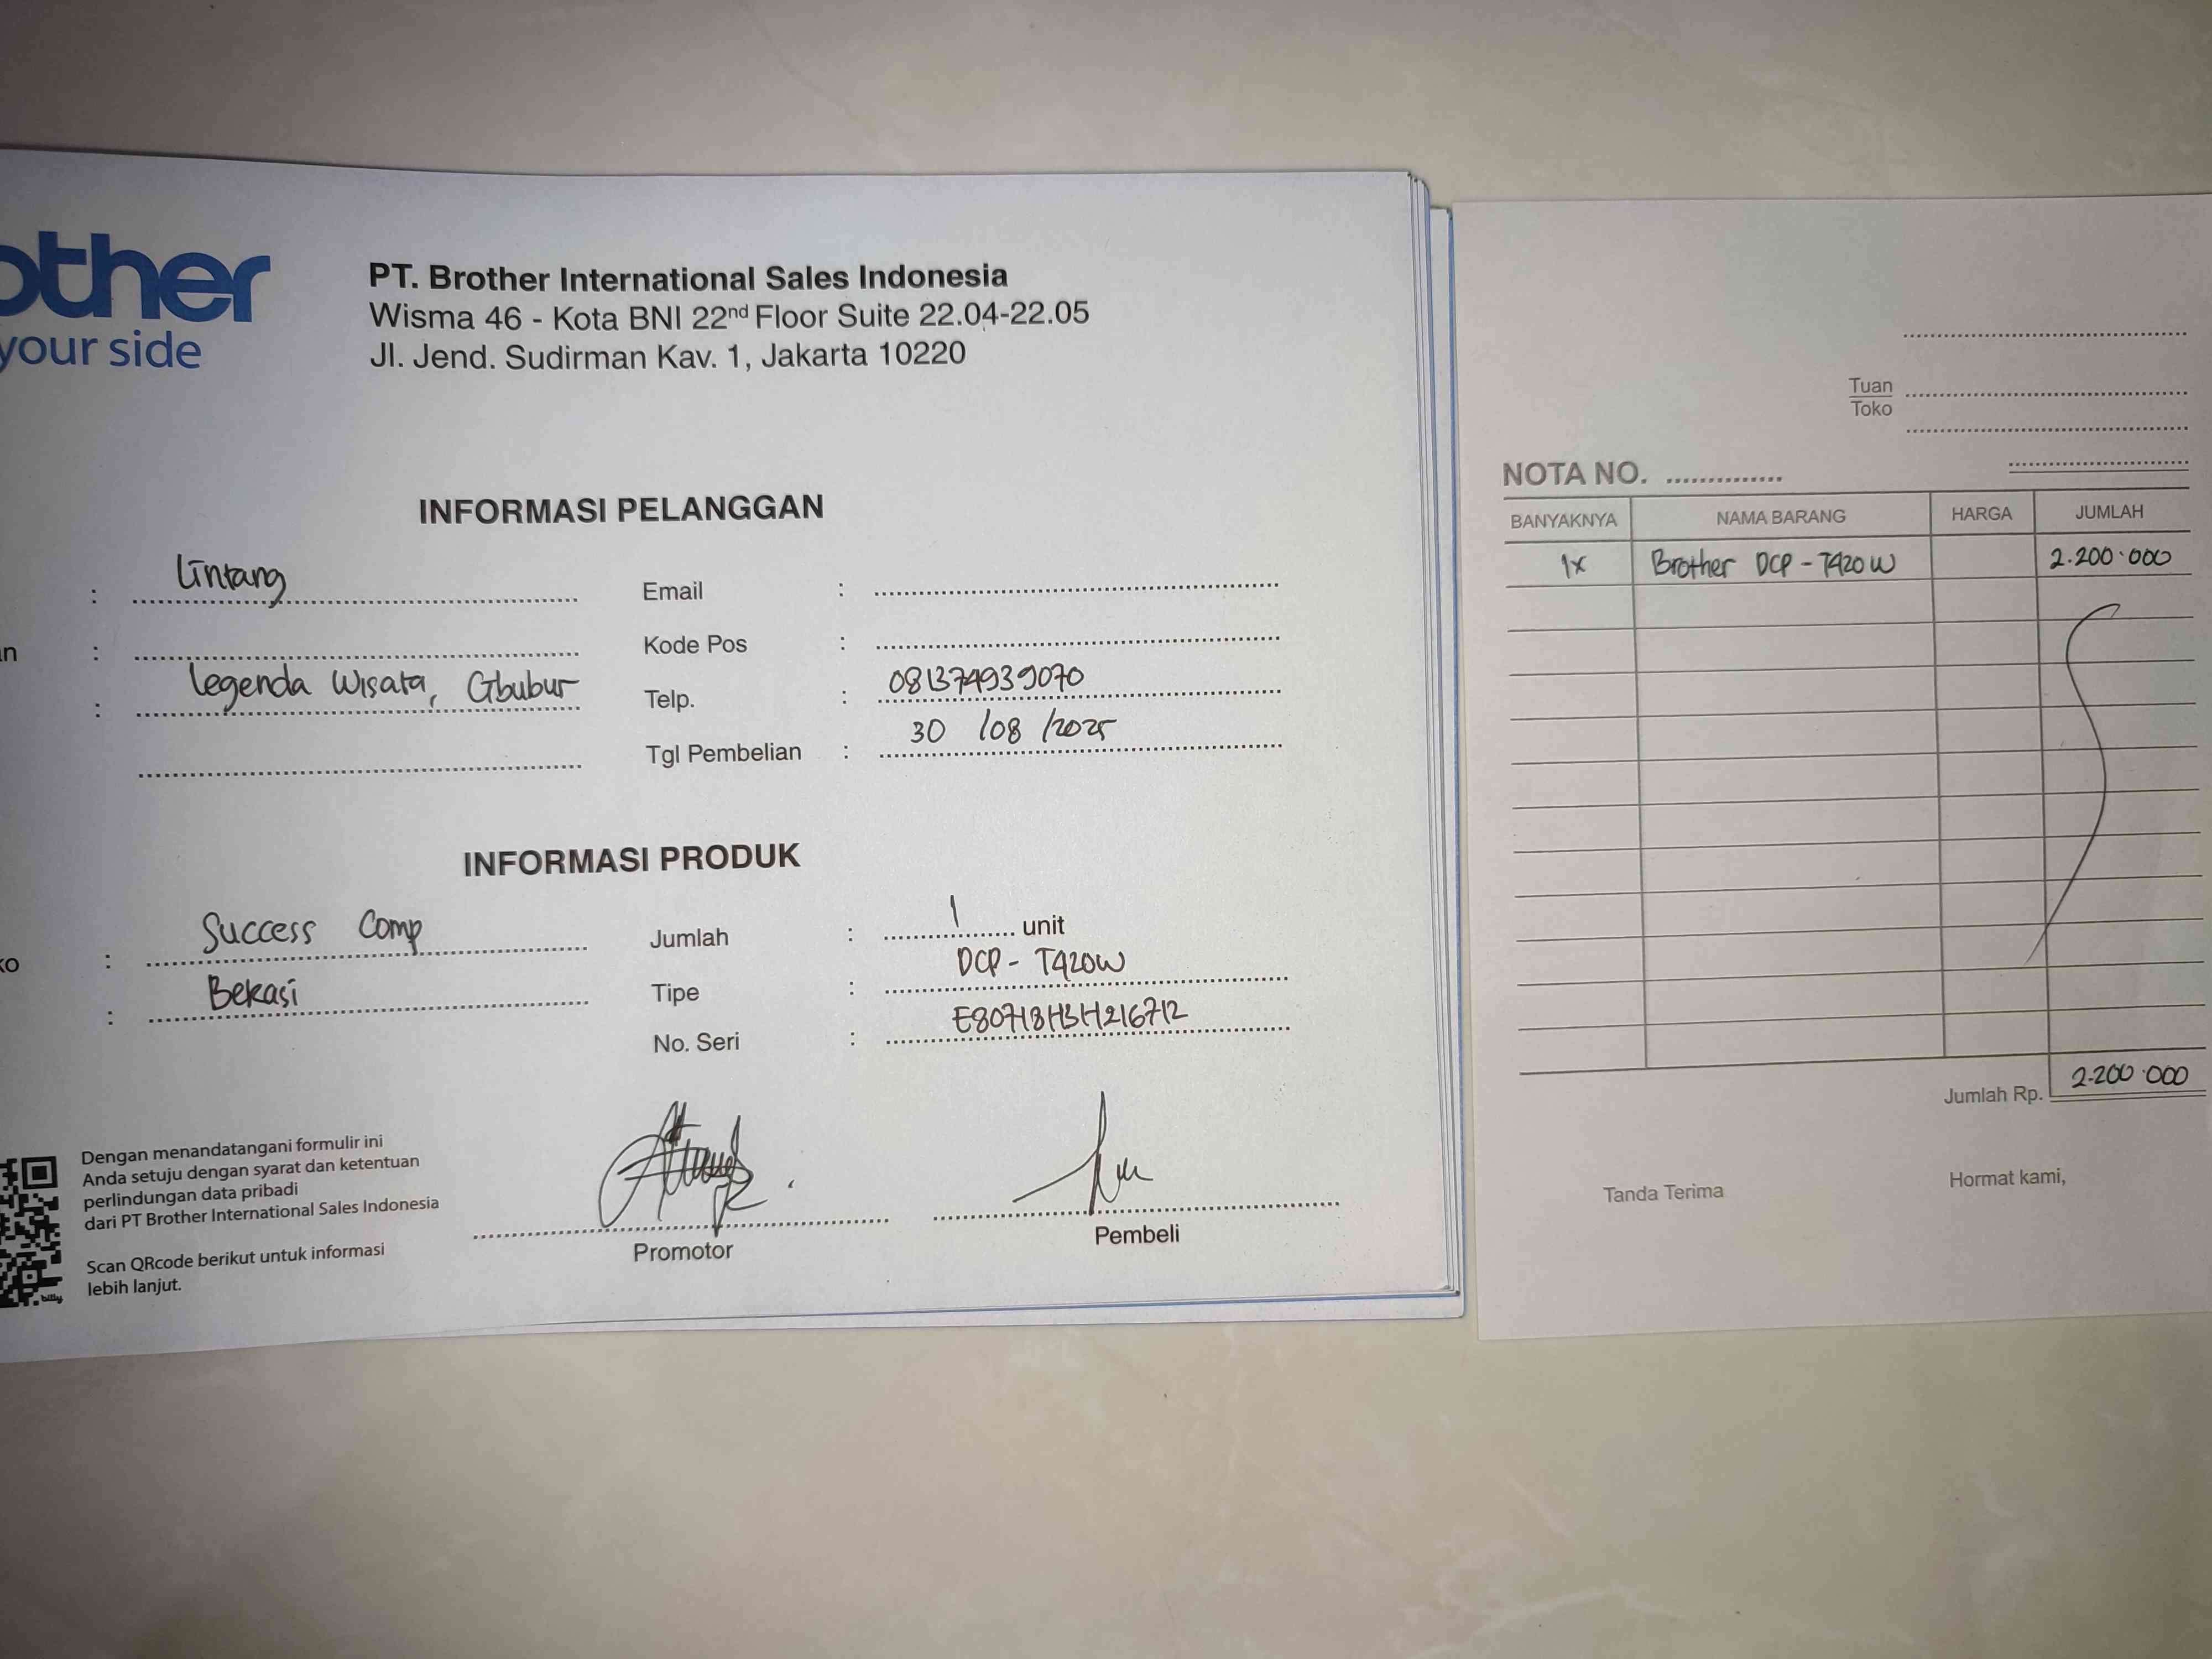 other
your side
PT. Brother International Sales Indonesia
Wisma 46 - Kota BNI 22nd Floor Suite 22.04-22.05
Jl. Jend. Sudirman Kav. 1, Jakarta 10220
INFORMASI PELANGGAN
: Lintang
Email :
an :
Kode Pos :
: Legenda Wisata, Cibubur
Telp. : 081374939070
Tgl Pembelian : 30 /08 /2025
INFORMASI PRODUK
ko : Success Comp
Jumlah : 1 unit
: Bekasi
Tipe : DCP - T420W
No. Seri : E80718H3H216712
Dengan menandatangani formulir ini
Anda setuju dengan syarat dan ketentuan
perlindungan data pribadi
dari PT Brother International Sales Indonesia
Scan QRcode berikut untuk informasi
lebih lanjut.
billy
Promotor
Pembeli
Tuan
Toko
NOTA NO.
BANYAKNYA NAMA BARANG HARGA JUMLAH
1x Brother DCP - T420W 2.200.000
Jumlah Rp. 2.200.000
Tanda Terima
Hormat kami,